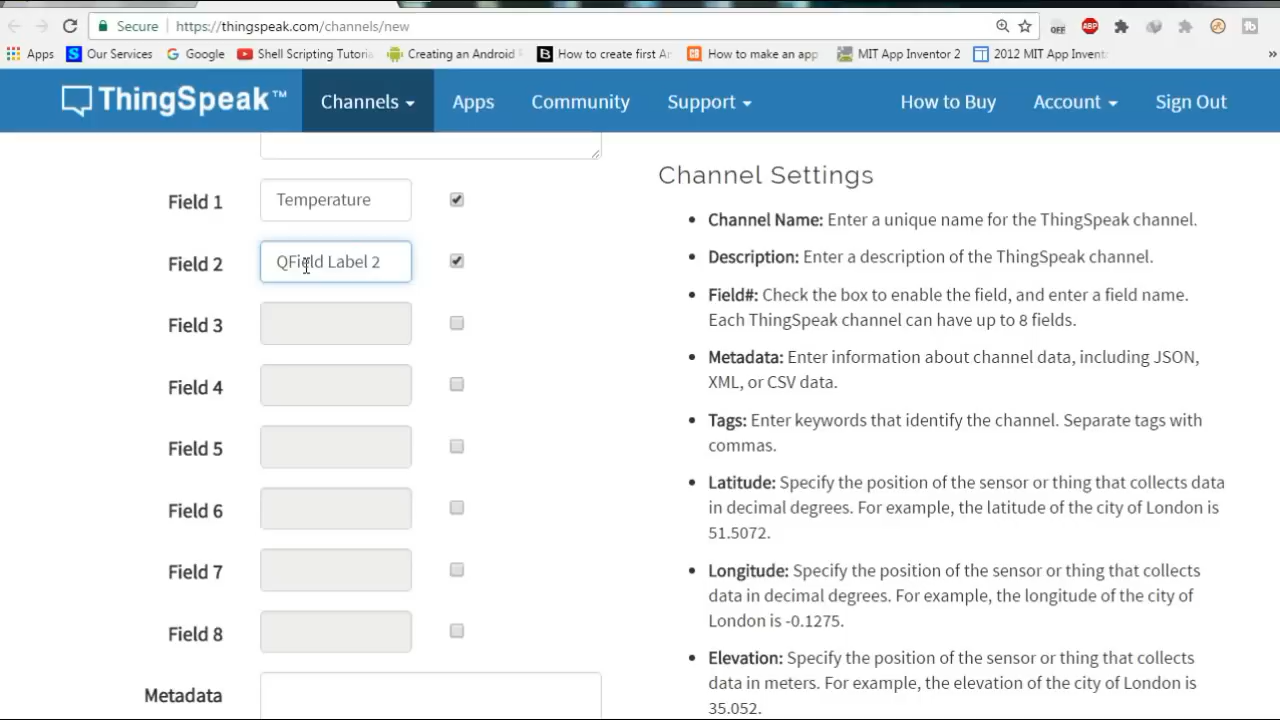 Secure https://thingspeak.com/channels/new
OFF ABP
Apps Our Services Google Shell Scripting Tutoria Creating an Android How to create first An How to make an app MIT App Inventor 2 2012 MIT App Invent »
ThingSpeak™ Channels Apps Community Support How to Buy Account Sign Out
Field 1 Temperature
Field 2 QField Label 2
Field 3
Field 4
Field 5
Field 6
Field 7
Field 8
Metadata
Channel Settings
• Channel Name: Enter a unique name for the ThingSpeak channel.
• Description: Enter a description of the ThingSpeak channel.
• Field#: Check the box to enable the field, and enter a field name.
Each ThingSpeak channel can have up to 8 fields.
• Metadata: Enter information about channel data, including JSON,
XML, or CSV data.
• Tags: Enter keywords that identify the channel. Separate tags with
commas.
• Latitude: Specify the position of the sensor or thing that collects data
in decimal degrees. For example, the latitude of the city of London is
51.5072.
• Longitude: Specify the position of the sensor or thing that collects
data in decimal degrees. For example, the longitude of the city of
London is -0.1275.
• Elevation: Specify the position of the sensor or thing that collects
data in meters. For example, the elevation of the city of London is
35.052.